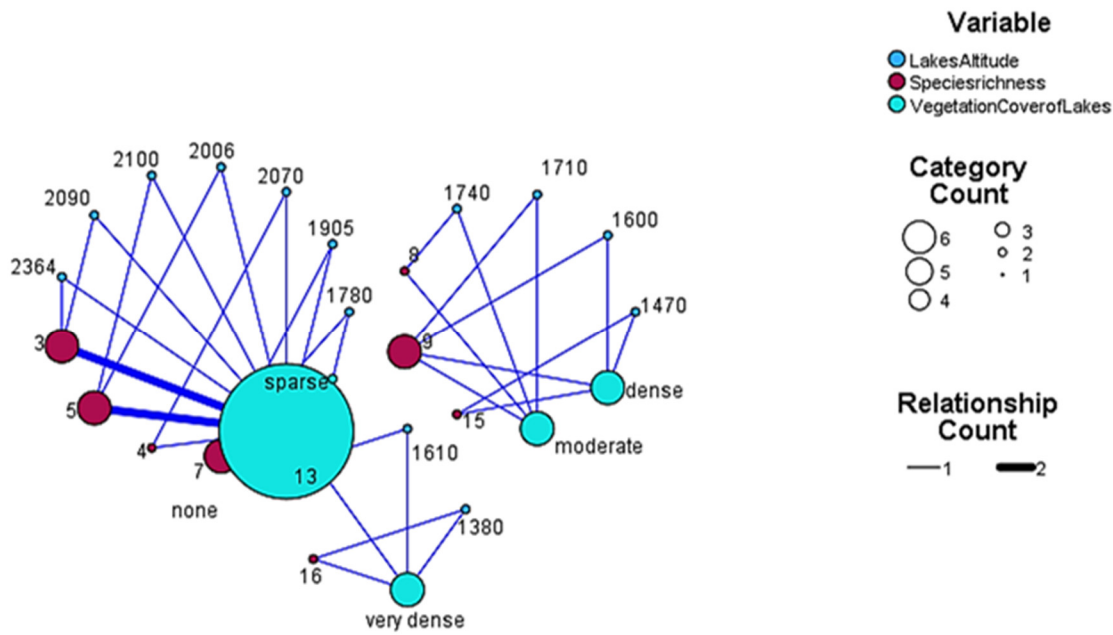 Variable
LakesAltitude
Speciesrichness
VegetationCoverofLakes
Category
Count
6
3
5
2
4
1
Relationship
Count
1
2
2100
2006
2070
2090
1905
2364
1780
3
5
4
7
sparse
13
none
1710
1740
1600
8
1470
9
dense
15
moderate
1610
1380
16
very dense